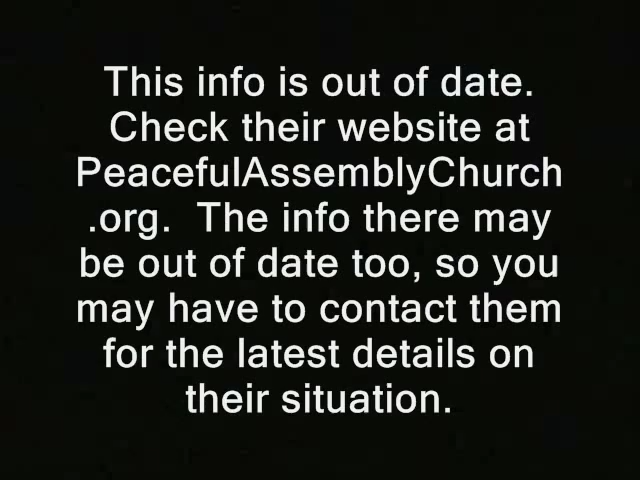 This info is out of date.
Check their website at
PeacefulAssemblyChurch
.org.  The info there may
be out of date too, so you
may have to contact them
for the latest details on
their situation.